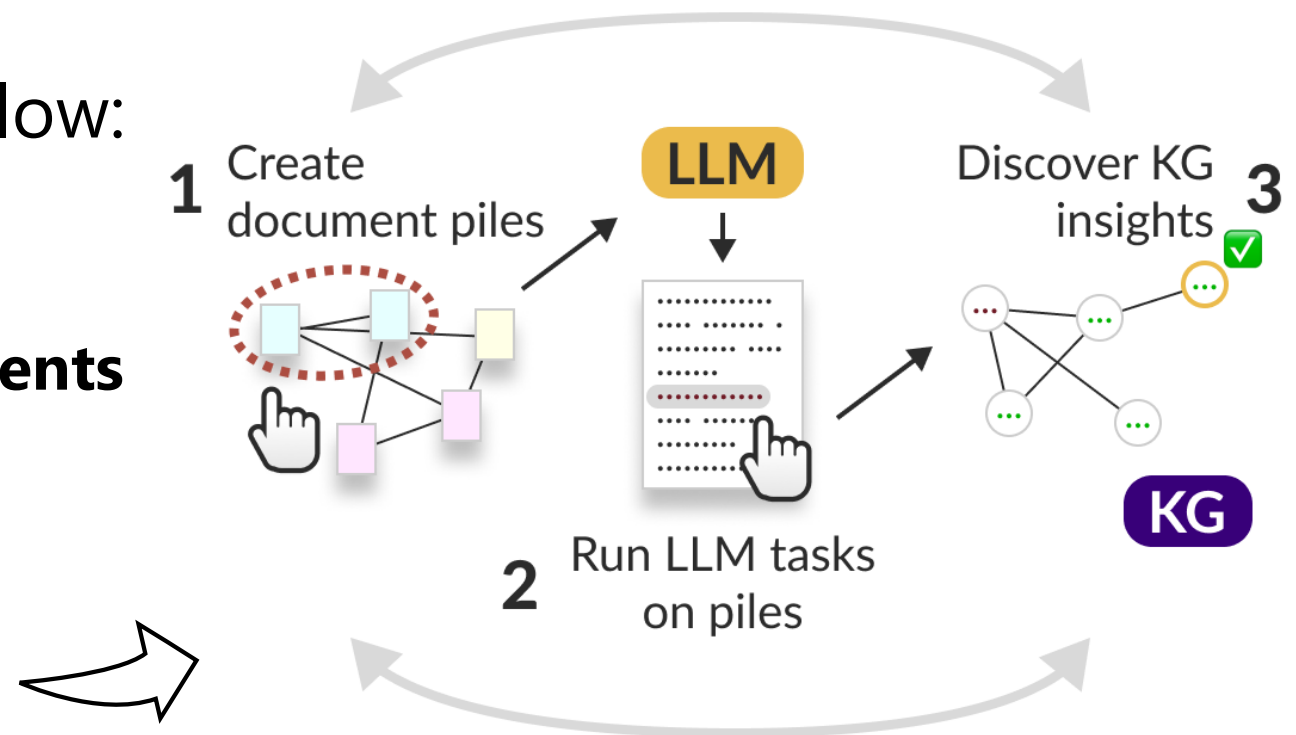 low:
1 Create
document piles
LLM
Discover KG
insights 3
ents
KG
2 Run LLM tasks
on piles